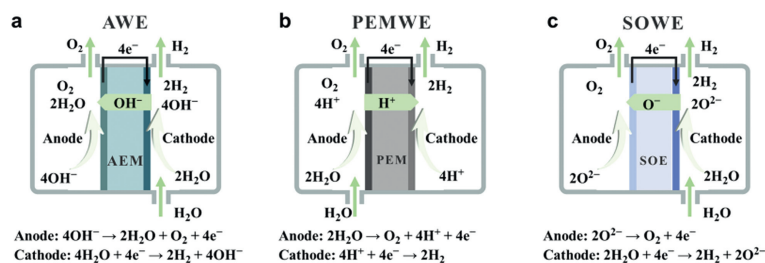 a AWE
O₂ 4e⁻ H₂
O₂ 2H₂
2H₂O OH⁻ 4OH⁻
Anode Cathode
AEM
4OH⁻ 2H₂O
H₂O
Anode: 4OH⁻ → 2H₂O + O₂ + 4e⁻
Cathode: 4H₂O + 4e⁻ → 2H₂ + 4OH⁻
b PEMWE
O₂ 4e⁻ H₂
O₂ 2H₂
4H⁺ H⁺
Anode Cathode
PEM
2H₂O 4H⁺
H₂O
Anode: 2H₂O → O₂ + 4H⁺ + 4e⁻
Cathode: 4H⁺ + 4e⁻ → 2H₂
c SOWE
O₂ 4e⁻ H₂
O₂ 2H₂
O⁻ 2O²⁻
Anode Cathode
SOE
2O²⁻ 2H₂O
H₂O
Anode: 2O²⁻ → O₂ + 4e⁻
Cathode: 2H₂O + 4e⁻ → 2H₂ + 2O²⁻